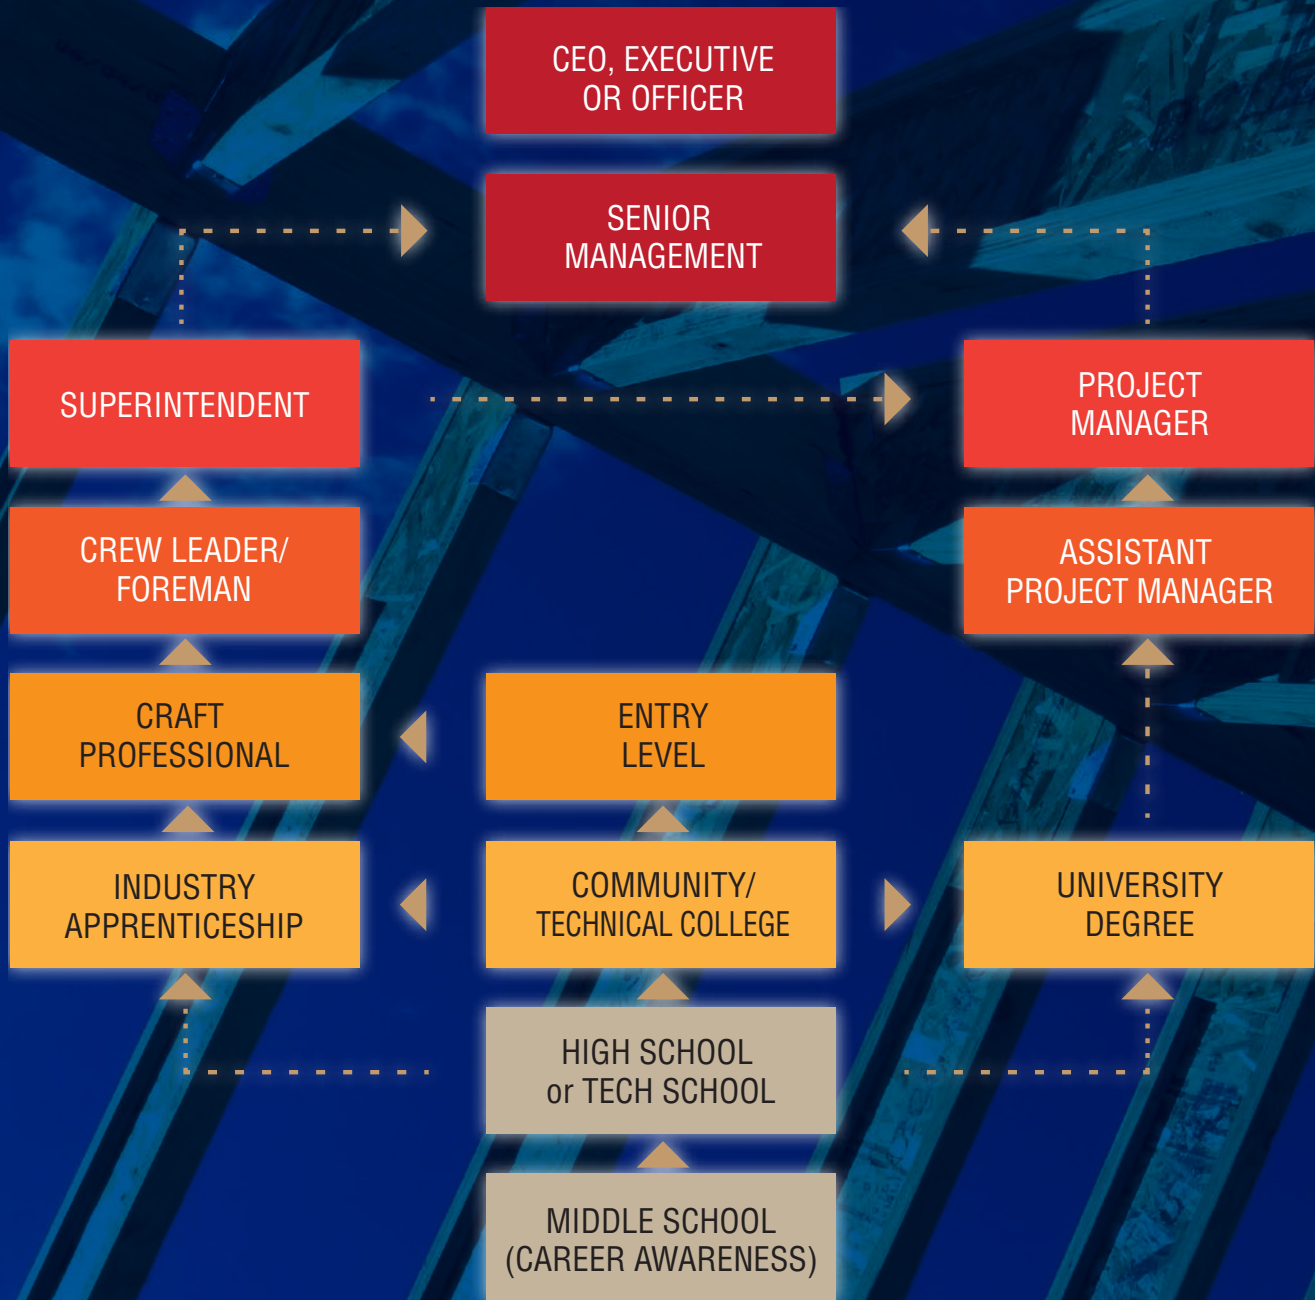 CEO, EXECUTIVE
OR OFFICER
SENIOR
MANAGEMENT
SUPERINTENDENT
PROJECT
MANAGER
CREW LEADER/
FOREMAN
ASSISTANT
PROJECT MANAGER
CRAFT
PROFESSIONAL
ENTRY
LEVEL
INDUSTRY
APPRENTICESHIP
COMMUNITY/
TECHNICAL COLLEGE
UNIVERSITY
DEGREE
HIGH SCHOOL
or TECH SCHOOL
MIDDLE SCHOOL
(CAREER AWARENESS)